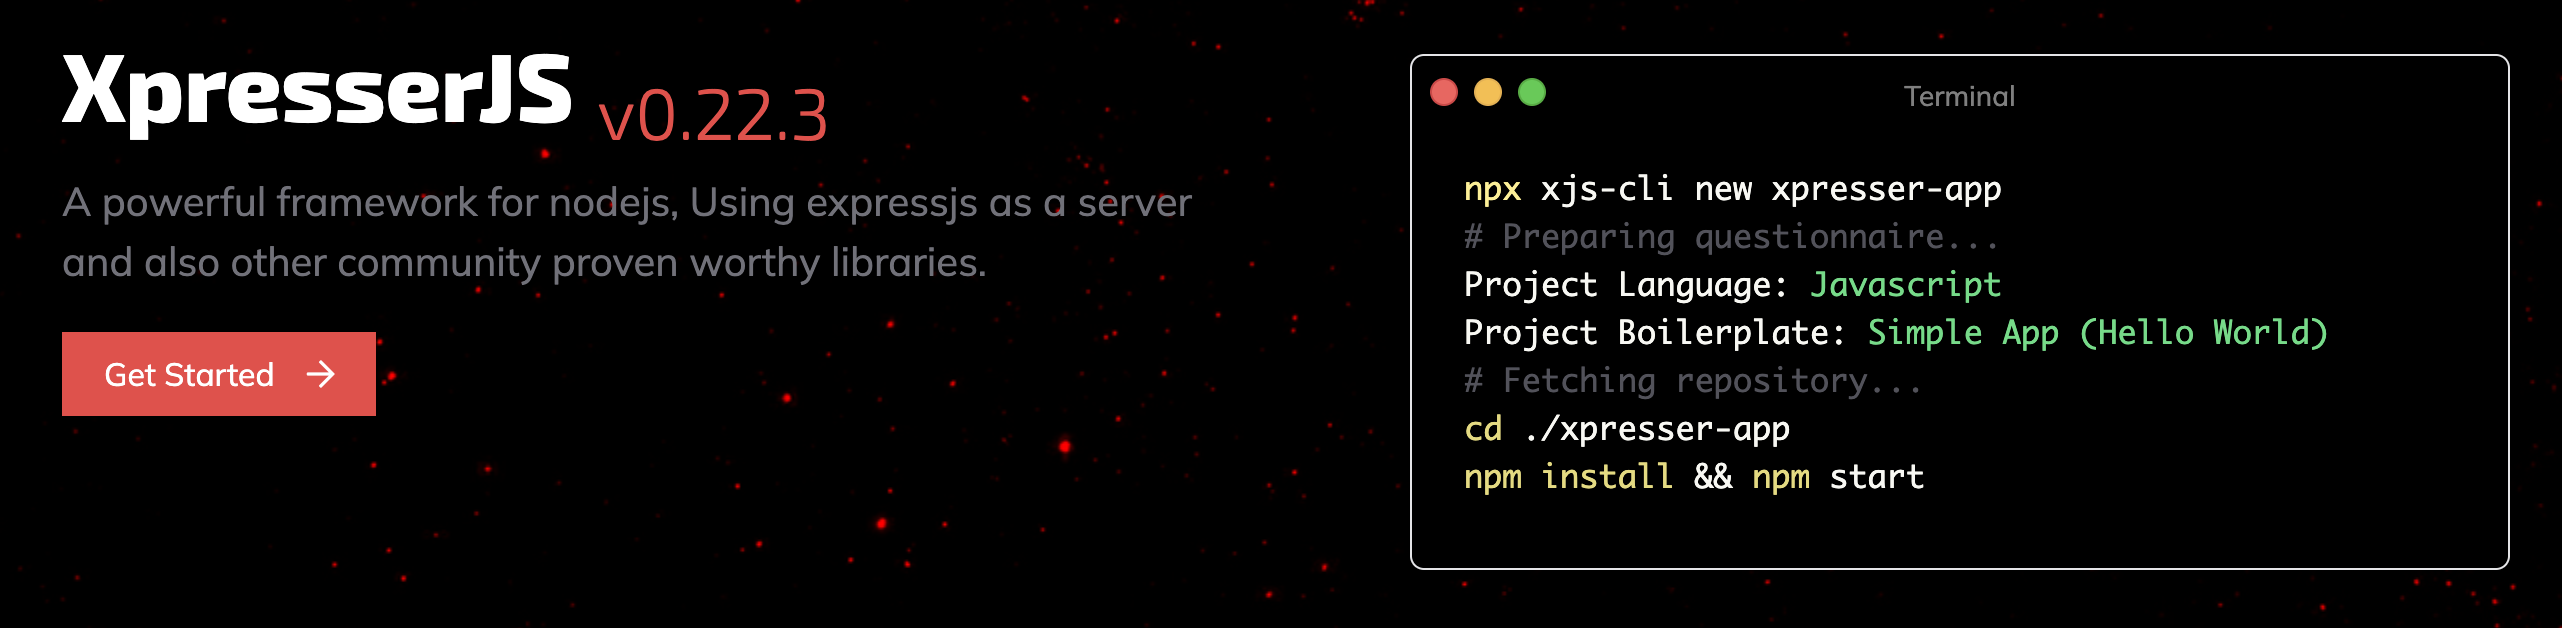 XpresserJS v0.22.3
A powerful framework for nodejs, Using expressjs as a server
and also other community proven worthy libraries.
Get Started
Terminal
npx xjs-cli new xpresser-app
# Preparing questionnaire...
Project Language: Javascript
Project Boilerplate: Simple App (Hello World)
# Fetching repository...
cd ./xpresser-app
npm install && npm start